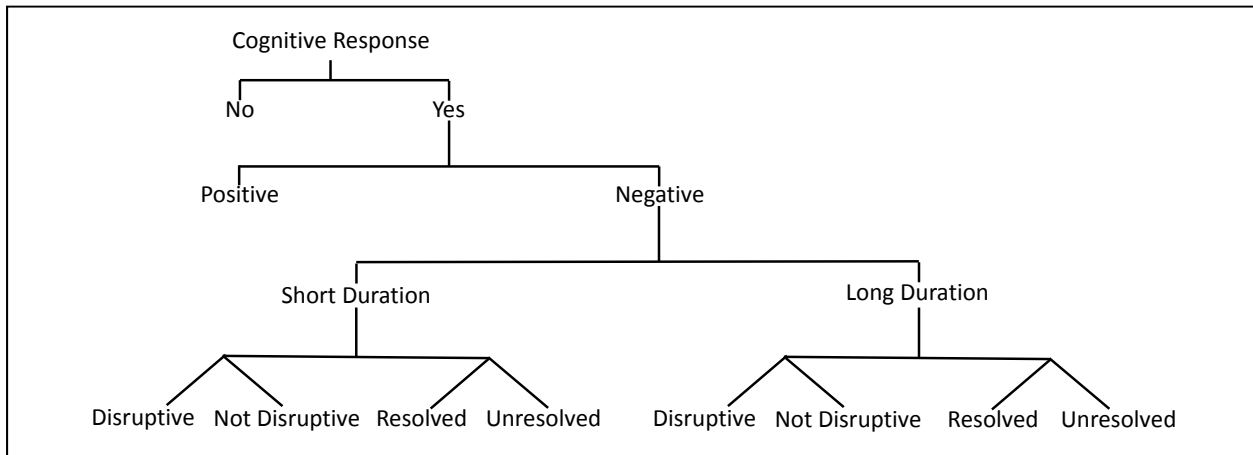 Cognitive Response
No Yes
Positive Negative
Short Duration Long Duration
Disruptive Not Disruptive Resolved Unresolved Disruptive Not Disruptive Resolved Unresolved